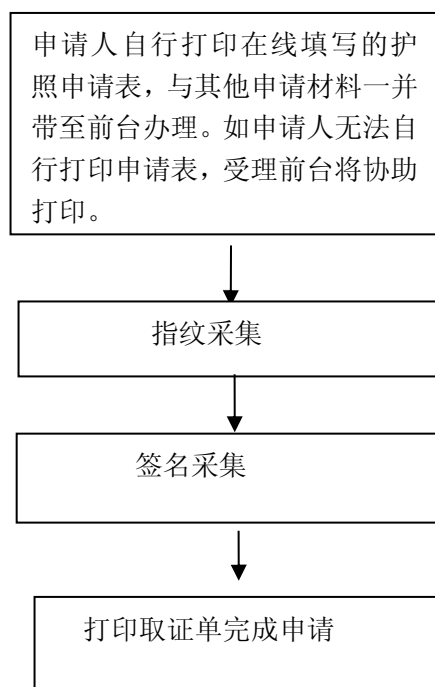 申请人自行打印在线填写的护
照申请表，与其他申请材料一并
带至前台办理。如申请人无法自
行打印申请表，受理前台将协助
打印。
指纹采集
签名采集
打印取证单完成申请